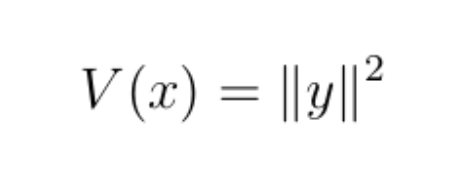 V(x) = ‖y‖²